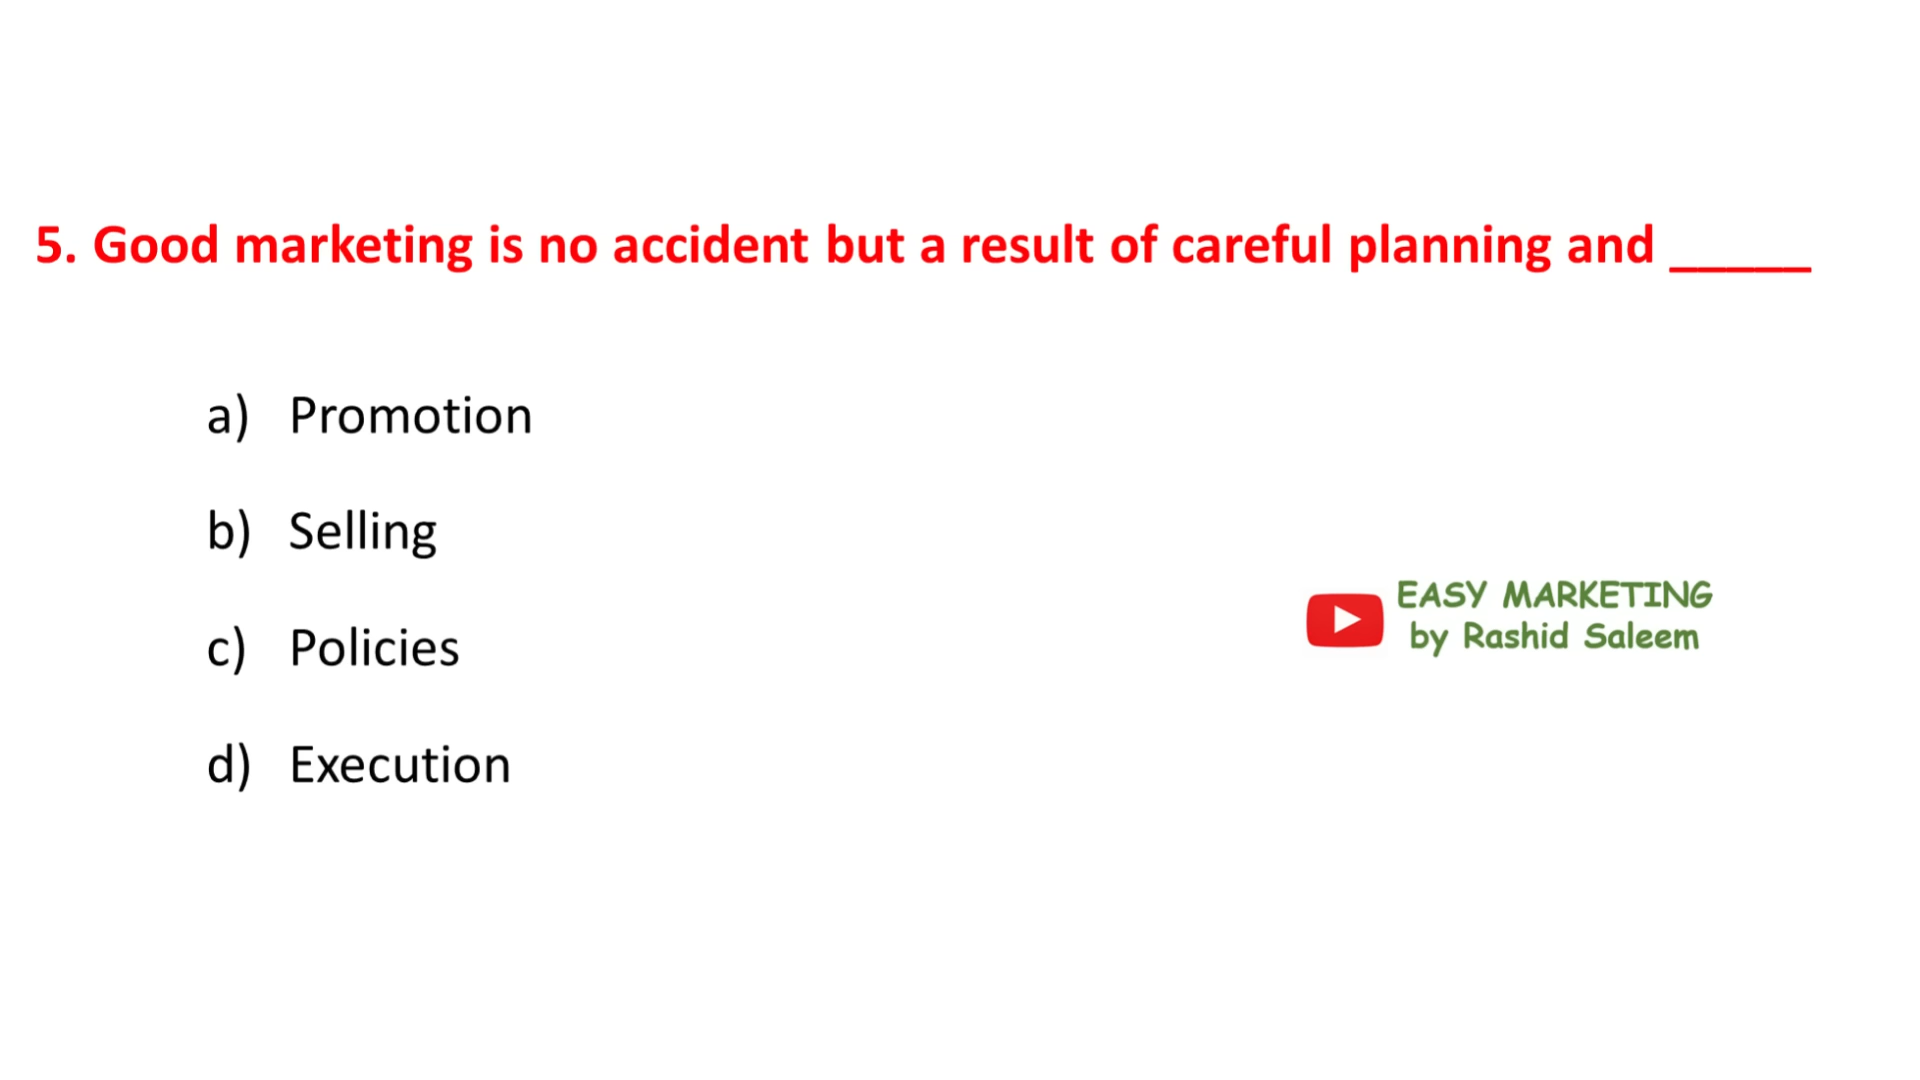 5. Good marketing is no accident but a result of careful planning and _____
a) Promotion
b) Selling
c) Policies
d) Execution
EASY MARKETING
by Rashid Saleem